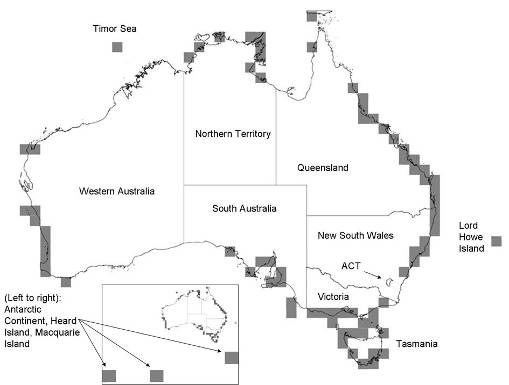 Timor Sea
Northern Territory
Queensland
Western Australia
South Australia
New South Wales
Lord
Howe
Island
ACT
(Left to right):
Antarctic
Continent, Heard
Island, Macquarie
Island
Victoria
Tasmania